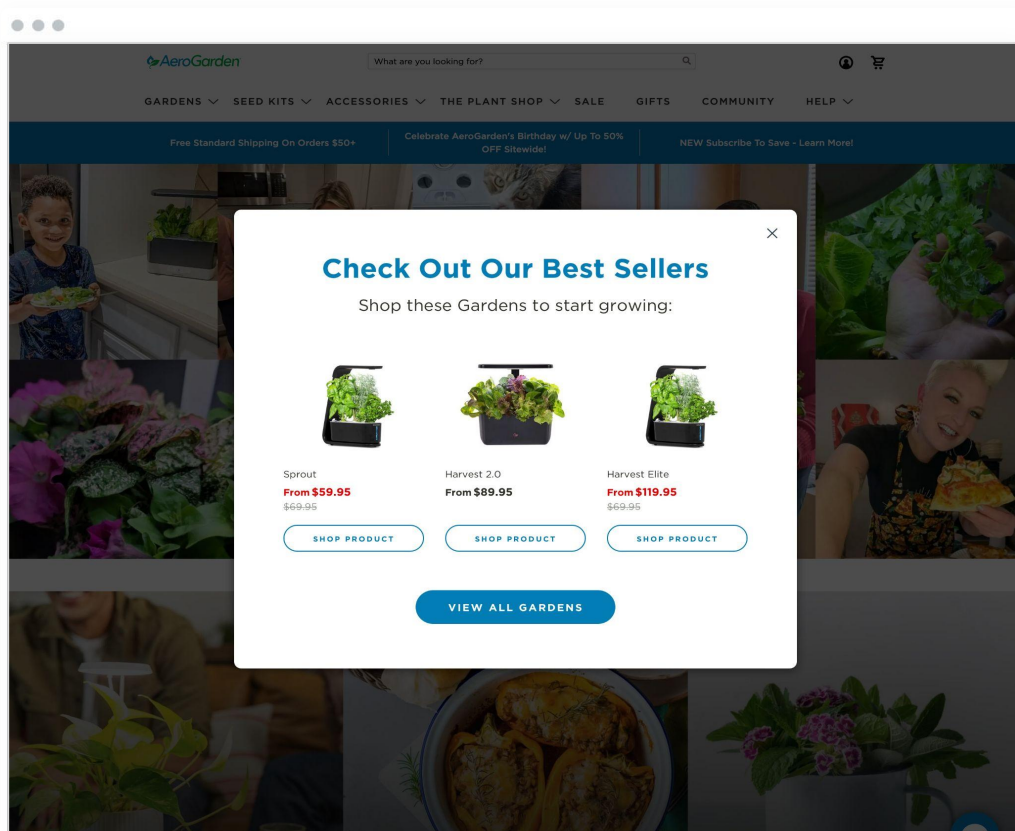 AeroGarden
What are you looking for?
GARDENS SEED KITS ACCESSORIES THE PLANT SHOP SALE GIFTS COMMUNITY HELP
Free Standard Shipping On Orders $50+
Celebrate AeroGarden's Birthday w/ Up To 50%
OFF Sitewide!
NEW Subscribe To Save - Learn More!
Check Out Our Best Sellers
Shop these Gardens to start growing:
Sprout
From $59.95
$69.95
SHOP PRODUCT
Harvest 2.0
From $89.95
SHOP PRODUCT
Harvest Elite
From $119.95
$69.95
SHOP PRODUCT
VIEW ALL GARDENS